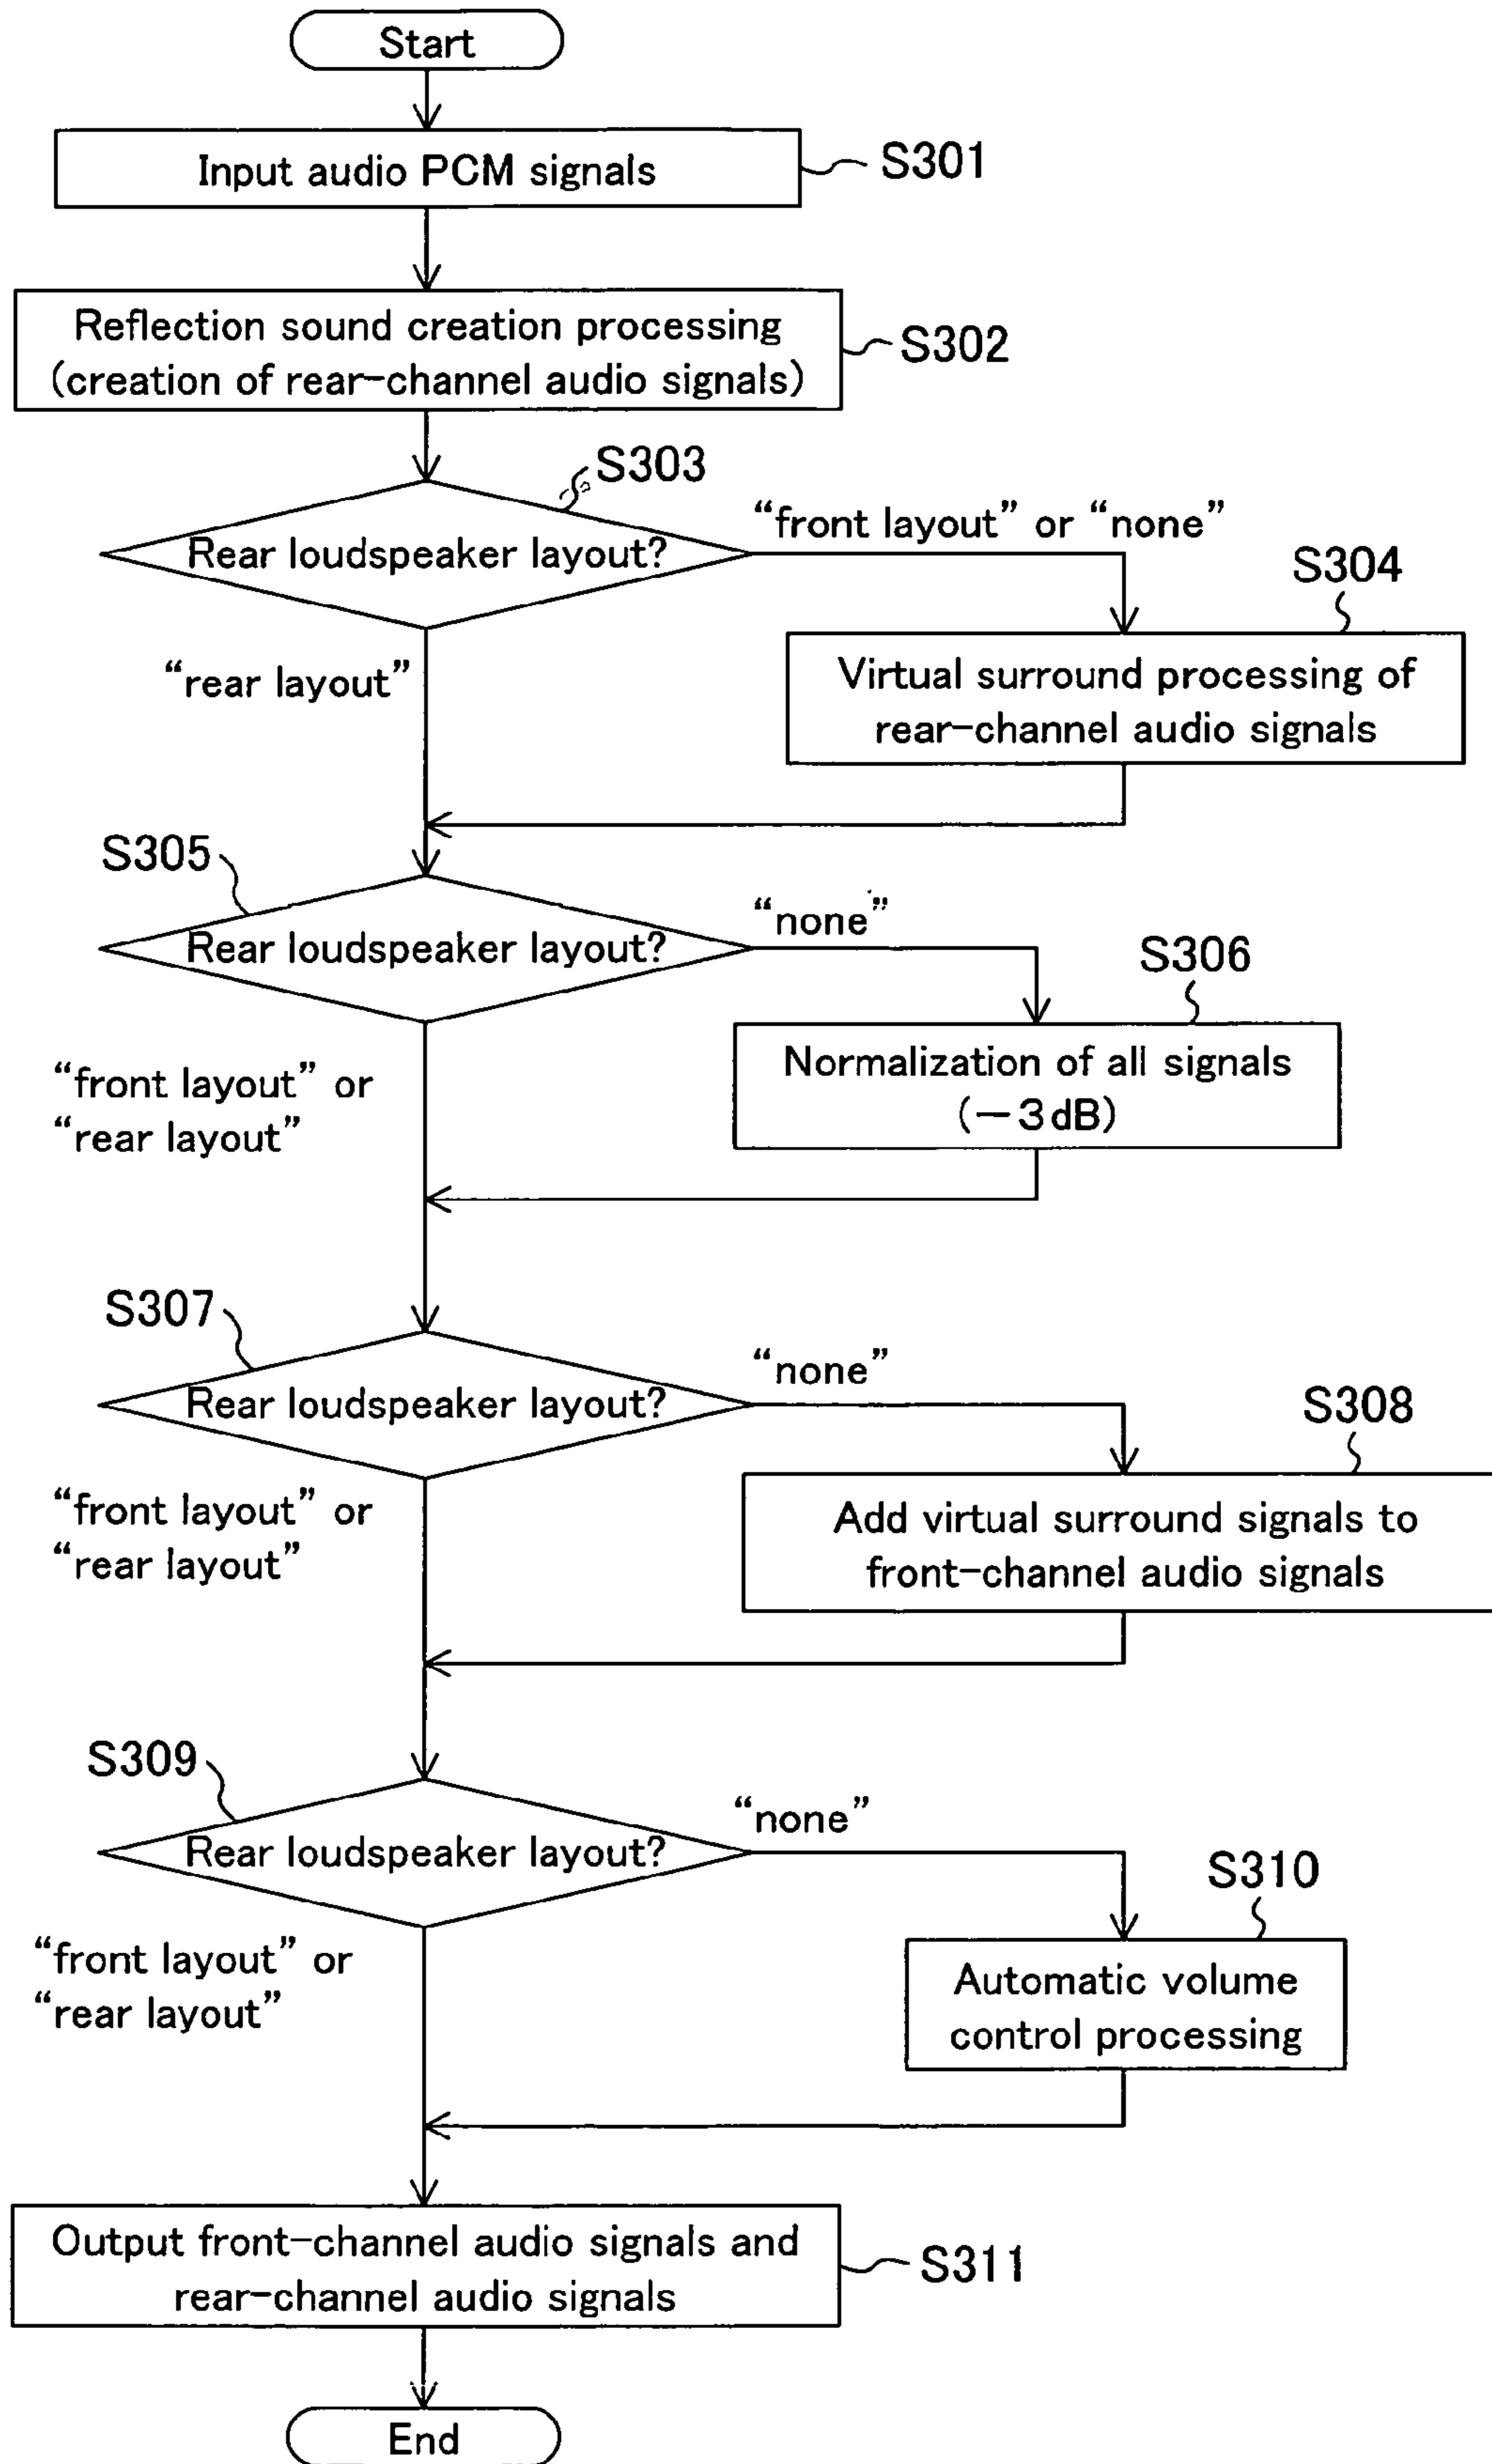 Start
Input audio PCM signals
S301
Reflection sound creation processing
(creation of rear-channel audio signals)
S302
S303
Rear loudspeaker layout?
“front layout” or “none”
S304
Virtual surround processing of
rear-channel audio signals
“rear layout”
S305
Rear loudspeaker layout?
“none”
S306
Normalization of all signals
(－3dB)
“front layout” or
“rear layout”
S307
Rear loudspeaker layout?
“none”
S308
Add virtual surround signals to
front-channel audio signals
“front layout” or
“rear layout”
S309
Rear loudspeaker layout?
“none”
S310
Automatic volume
control processing
“front layout” or
“rear layout”
Output front-channel audio signals and
rear-channel audio signals
S311
End